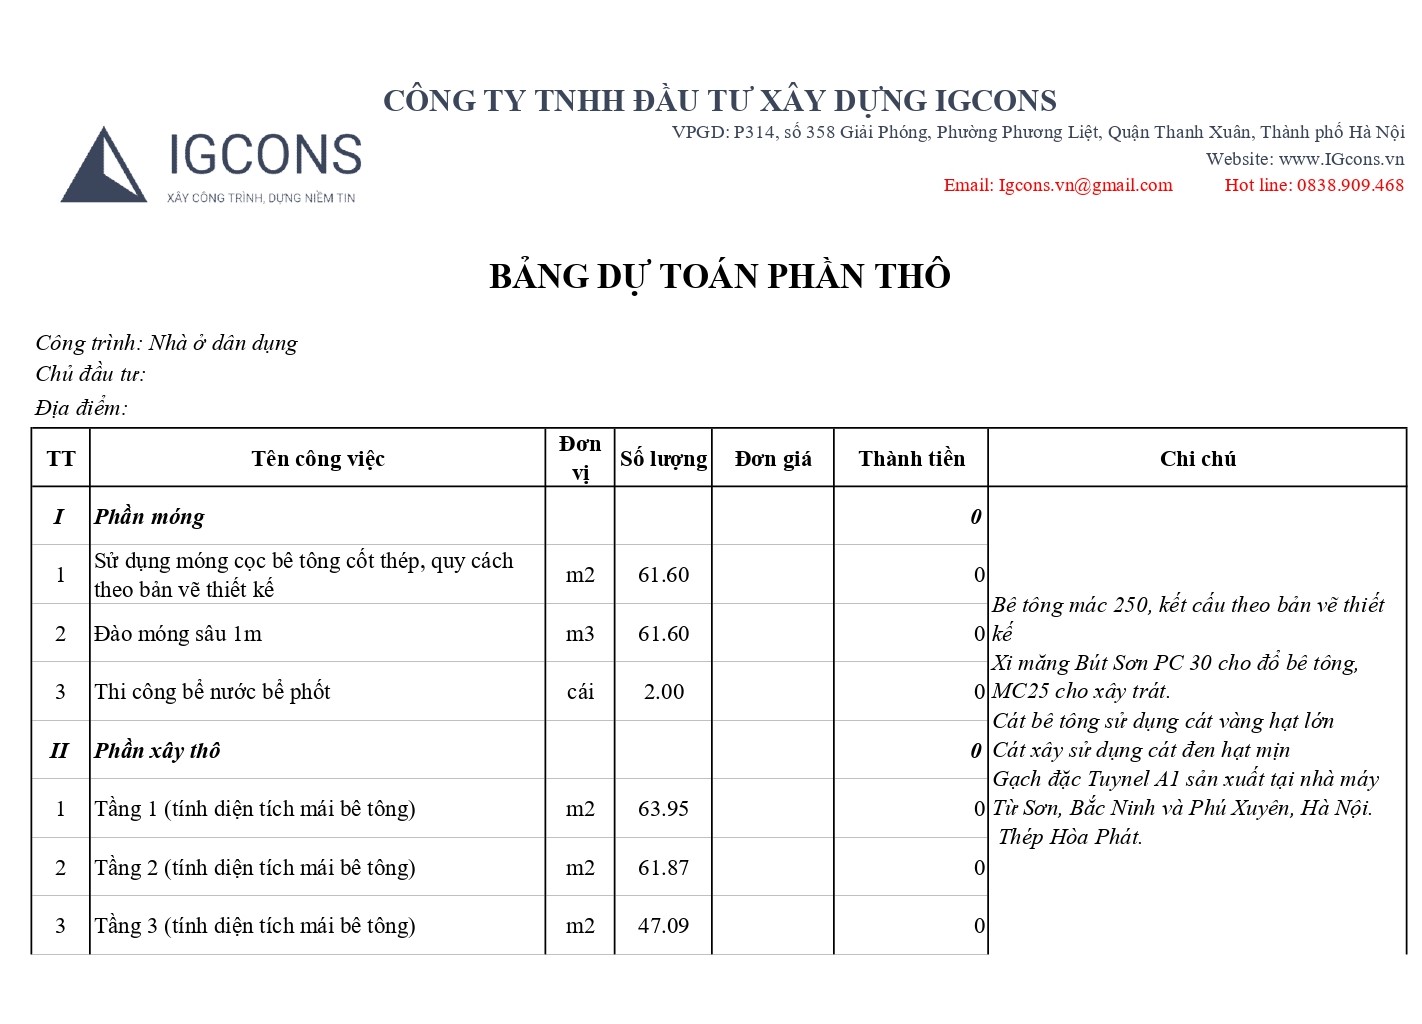 CÔNG TY TNHH ĐẦU TƯ XÂY DỰNG IGCONS
VPGD: P314, số 358 Giải Phóng, Phường Phương Liệt, Quận Thanh Xuân, Thành phố Hà Nội
IGCONS
Website: www.IGcons.vn
XÂY CÔNG TRÌNH, DỰNG NIỀM TIN
Email: Igcons.vn@gmail.com Hot line: 0838.909.468
BẢNG DỰ TOÁN PHẦN THÔ
Công trình: Nhà ở dân dụng
Chủ đầu tư:
Địa điểm:
TT Tên công việc Đơn vị Số lượng Đơn giá Thành tiền Chi chú
I Phần móng 0
1 Sử dụng móng cọc bê tông cốt thép, quy cách
theo bản vẽ thiết kế m2 61.60 0
2 Đào móng sâu 1m m3 61.60 0
3 Thi công bể nước bể phốt cái 2.00 0
II Phần xây thô 0
1 Tầng 1 (tính diện tích mái bê tông) m2 63.95 0
2 Tầng 2 (tính diện tích mái bê tông) m2 61.87 0
3 Tầng 3 (tính diện tích mái bê tông) m2 47.09 0
Bê tông mác 250, kết cấu theo bản vẽ thiết
kế
Xi măng Bút Sơn PC 30 cho đổ bê tông,
MC25 cho xây trát.
Cát bê tông sử dụng cát vàng hạt lớn
Cát xây sử dụng cát đen hạt mịn
Gạch đặc Tuynel A1 sản xuất tại nhà máy
Từ Sơn, Bắc Ninh và Phú Xuyên, Hà Nội.
Thép Hòa Phát.